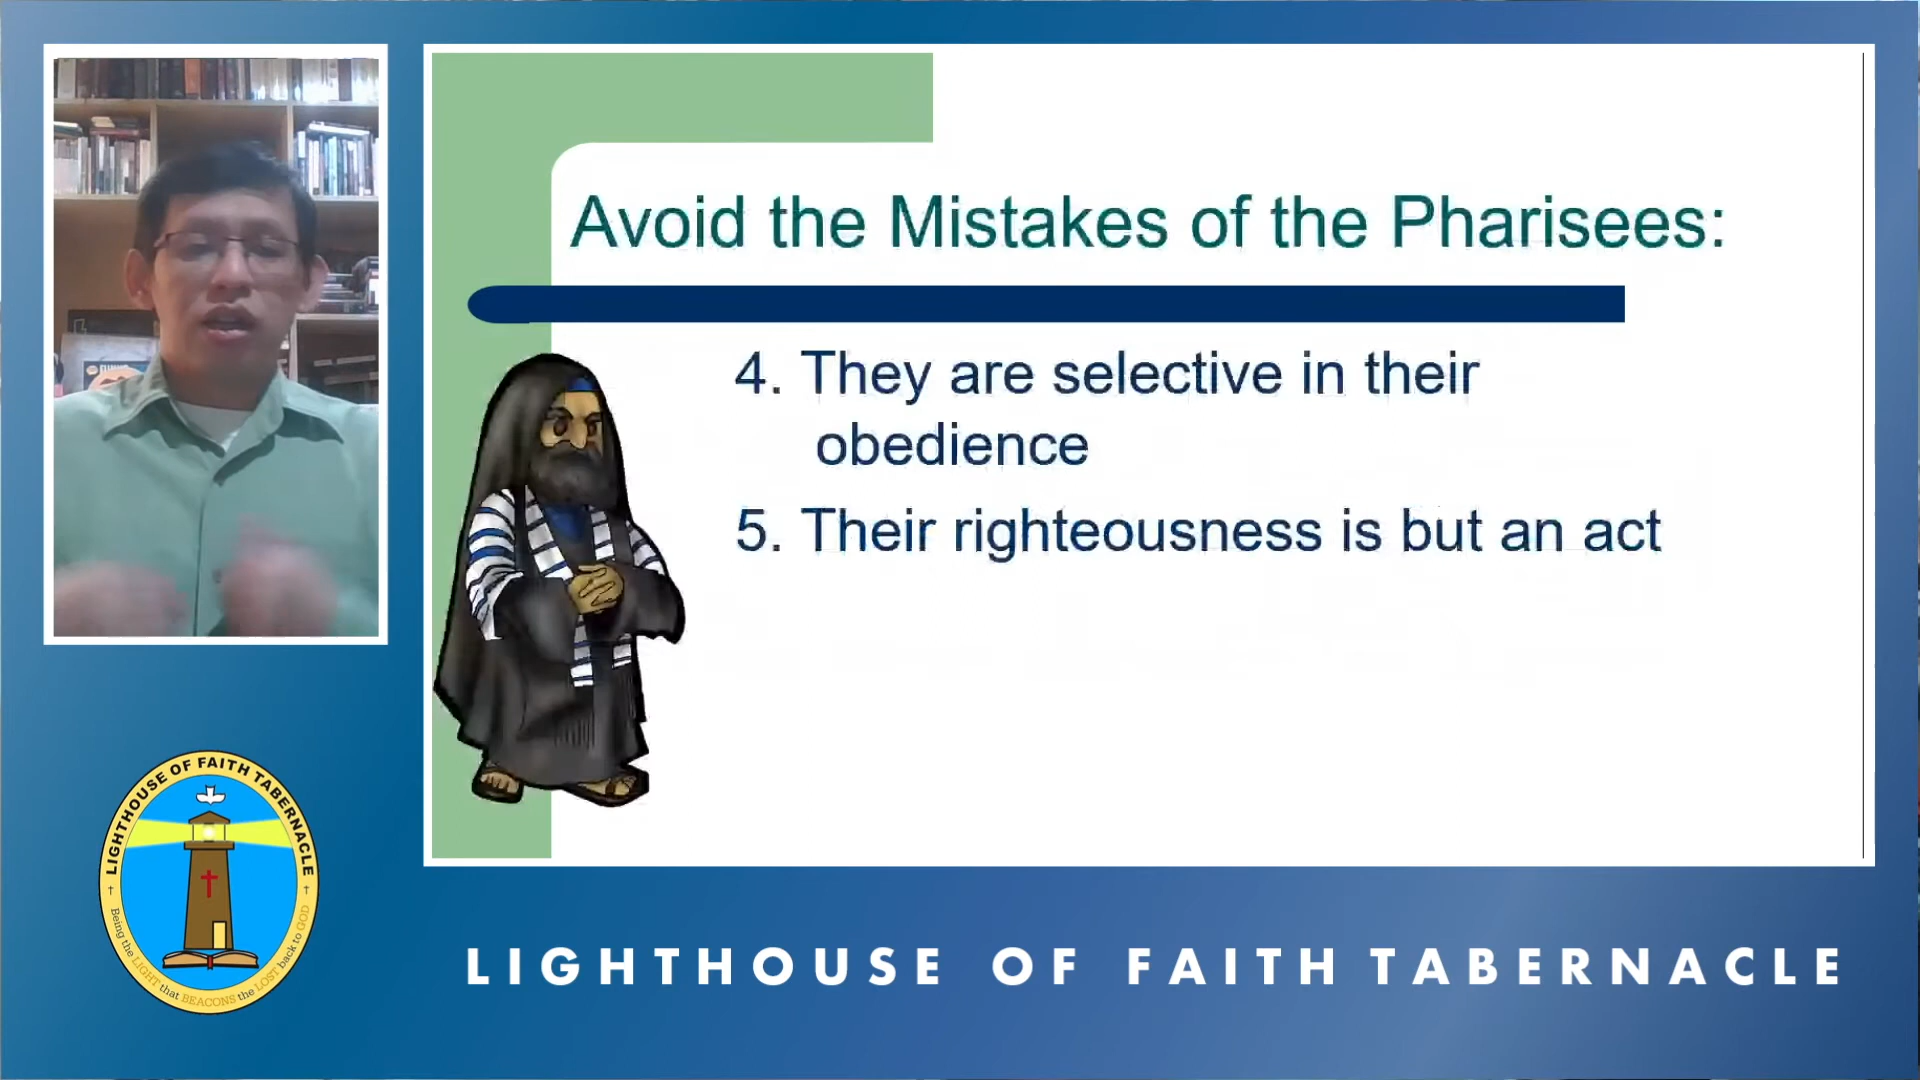 Avoid the Mistakes of the Pharisees:
4. They are selective in their
obedience
5. Their righteousness is but an act
LIGHTHOUSE OF FAITH TABERNACLE
Being the LIGHT that BEACONS the LOST back to GOD
LIGHTHOUSE OF FAITH TABERNACLE